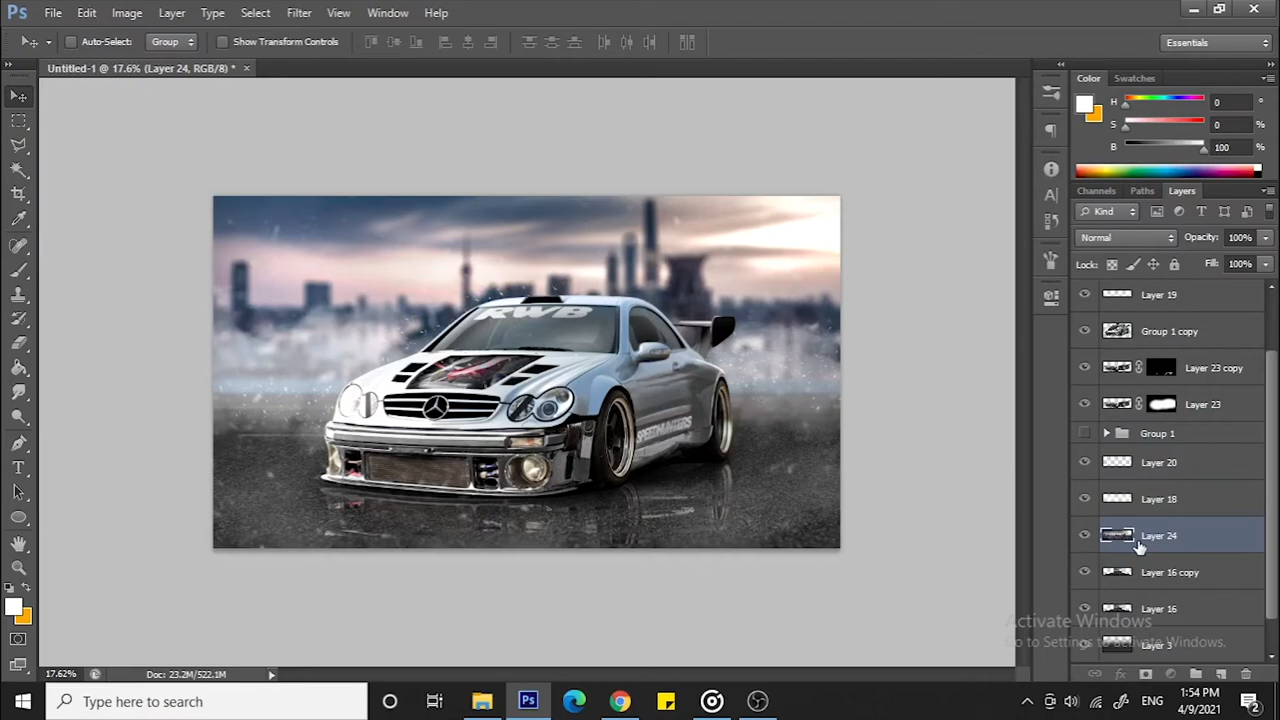 Ps File Edit Image Layer Type Select Filter View Window Help
Auto-Select: Group Show Transform Controls Essentials
Untitled-1 @ 17.6% (Layer 24, RGB/8) * ×
Color Swatches
H 0 °
S 0 %
B 100 %
Channels Paths Layers
Kind
Normal Opacity: 100%
Lock: Fill: 100%
Layer 19
Group 1 copy
Layer 23 copy
Layer 23
Group 1
Layer 20
Layer 18
Layer 24
Layer 16 copy
Layer 16
Layer 3
RWB
SPEEDHUNTERS
Activate Windows
Go to Settings to activate Windows.
17.62% Doc: 23.2M/522.1M
Type here to search
Ps
ENG
1:54 PM
4/9/2021
2